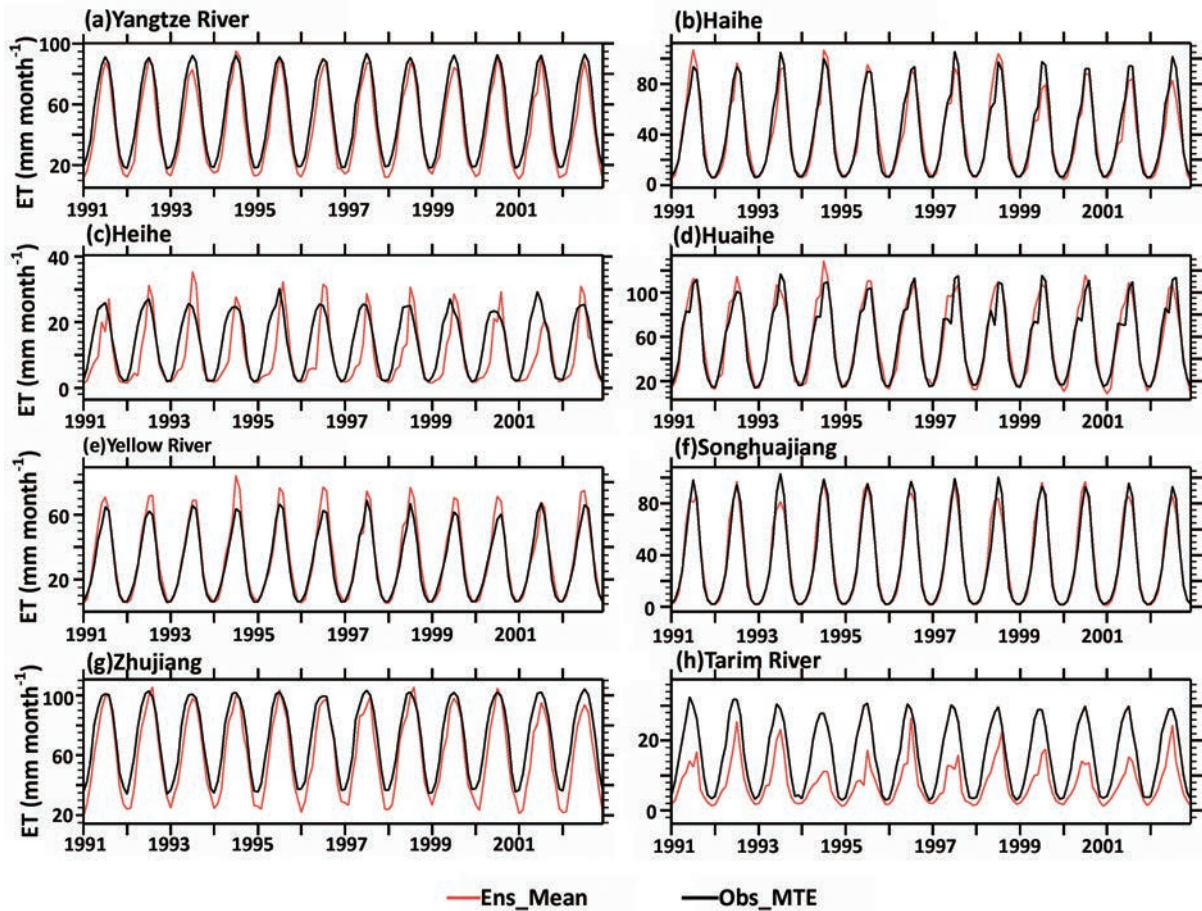 (a)Yangtze River
(b)Haihe
ET (mm month-1)
100
60
20
80
40
0
1991 1993 1995 1997 1999 2001
1991 1993 1995 1997 1999 2001
(c)Heihe
(d)Huaihe
ET (mm month-1)
40
20
0
100
60
20
1991 1993 1995 1997 1999 2001
1991 1993 1995 1997 1999 2001
(e)Yellow River
(f)Songhuajiang
ET (mm month-1)
60
20
80
40
0
1991 1993 1995 1997 1999 2001
1991 1993 1995 1997 1999 2001
(g)Zhujiang
(h)Tarim River
ET (mm month-1)
100
60
20
20
0
1991 1993 1995 1997 1999 2001
1991 1993 1995 1997 1999 2001
Ens_Mean Obs_MTE